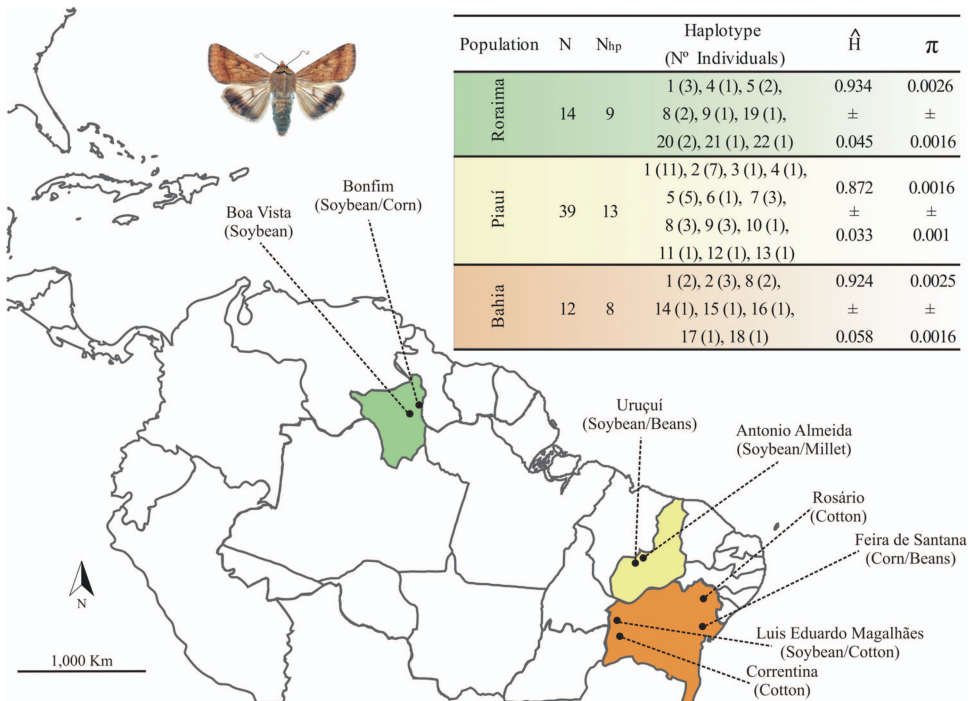 Population N Nhp Haplotype (Nº Individuals) Ĥ π
Roraima 14 9
1 (3), 4 (1), 5 (2),
8 (2), 9 (1), 19 (1),
20 (2), 21 (1), 22 (1)
0.934 ± 0.045
0.0026 ± 0.0016
Piauí 39 13
1 (11), 2 (7), 3 (1), 4 (1),
5 (5), 6 (1), 7 (3),
8 (3), 9 (3), 10 (1),
11 (1), 12 (1), 13 (1)
0.872 ± 0.033
0.0016 ± 0.001
Bahia 12 8
1 (2), 2 (3), 8 (2),
14 (1), 15 (1), 16 (1),
17 (1), 18 (1)
0.924 ± 0.058
0.0025 ± 0.0016
Bonfim
(Soybean/Corn)
Boa Vista
(Soybean)
Uruçuí
(Soybean/Beans)
Antonio Almeida
(Soybean/Millet)
Rosário
(Cotton)
Feira de Santana
(Corn/Beans)
Luis Eduardo Magalhães
(Soybean/Cotton)
Correntina
(Cotton)
N
1,000 Km